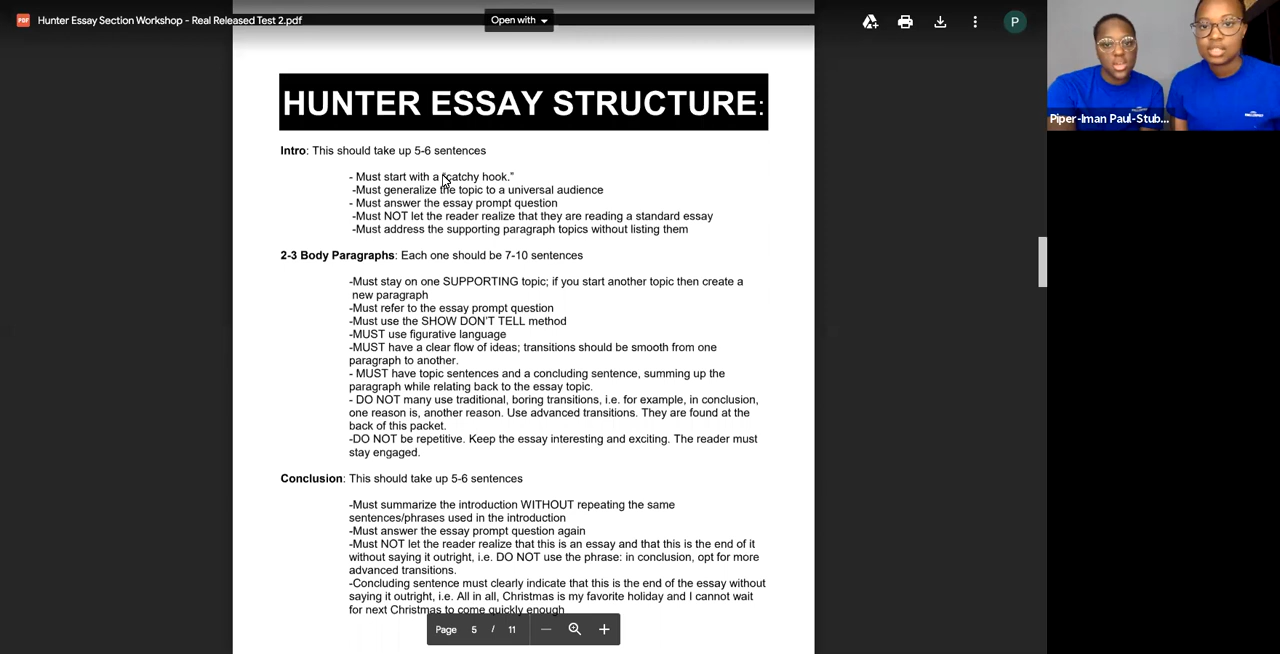 Hunter Essay Section Workshop - Real Released Test 2.pdf
Open with
P
Piper-Iman Paul-Stub...
HUNTER ESSAY STRUCTURE:
Intro: This should take up 5-6 sentences
- Must start with a "catchy hook."
-Must generalize the topic to a universal audience
- Must answer the essay prompt question
-Must NOT let the reader realize that they are reading a standard essay
-Must address the supporting paragraph topics without listing them
2-3 Body Paragraphs: Each one should be 7-10 sentences
-Must stay on one SUPPORTING topic; if you start another topic then create a
new paragraph
-Must refer to the essay prompt question
-Must use the SHOW DON'T TELL method
-MUST use figurative language
-MUST have a clear flow of ideas; transitions should be smooth from one
paragraph to another.
- MUST have topic sentences and a concluding sentence, summing up the
paragraph while relating back to the essay topic.
- DO NOT many use traditional, boring transitions, i.e. for example, in conclusion,
one reason is, another reason. Use advanced transitions. They are found at the
back of this packet.
-DO NOT be repetitive. Keep the essay interesting and exciting. The reader must
stay engaged.
Conclusion: This should take up 5-6 sentences
-Must summarize the introduction WITHOUT repeating the same
sentences/phrases used in the introduction
-Must answer the essay prompt question again
-Must NOT let the reader realize that this is an essay and that this is the end of it
without saying it outright, i.e. DO NOT use the phrase: in conclusion, opt for more
advanced transitions.
-Concluding sentence must clearly indicate that this is the end of the essay without
saying it outright, i.e. All in all, Christmas is my favorite holiday and I cannot wait
for next Christmas to come quickly enough
Page 5 / 11